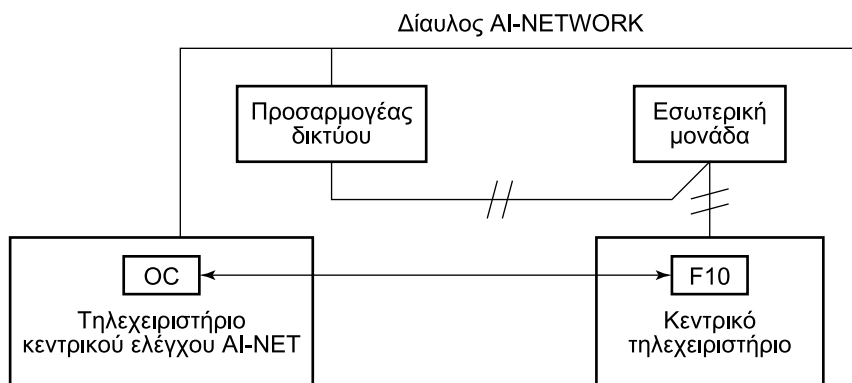 Δίαυλος AI-NETWORK
Προσαρμογέας
δικτύου
Εσωτερική
μονάδα
OC
F10
Τηλεχειριστήριο
κεντρικού ελέγχου AI-NET
Κεντρικό
τηλεχειριστήριο